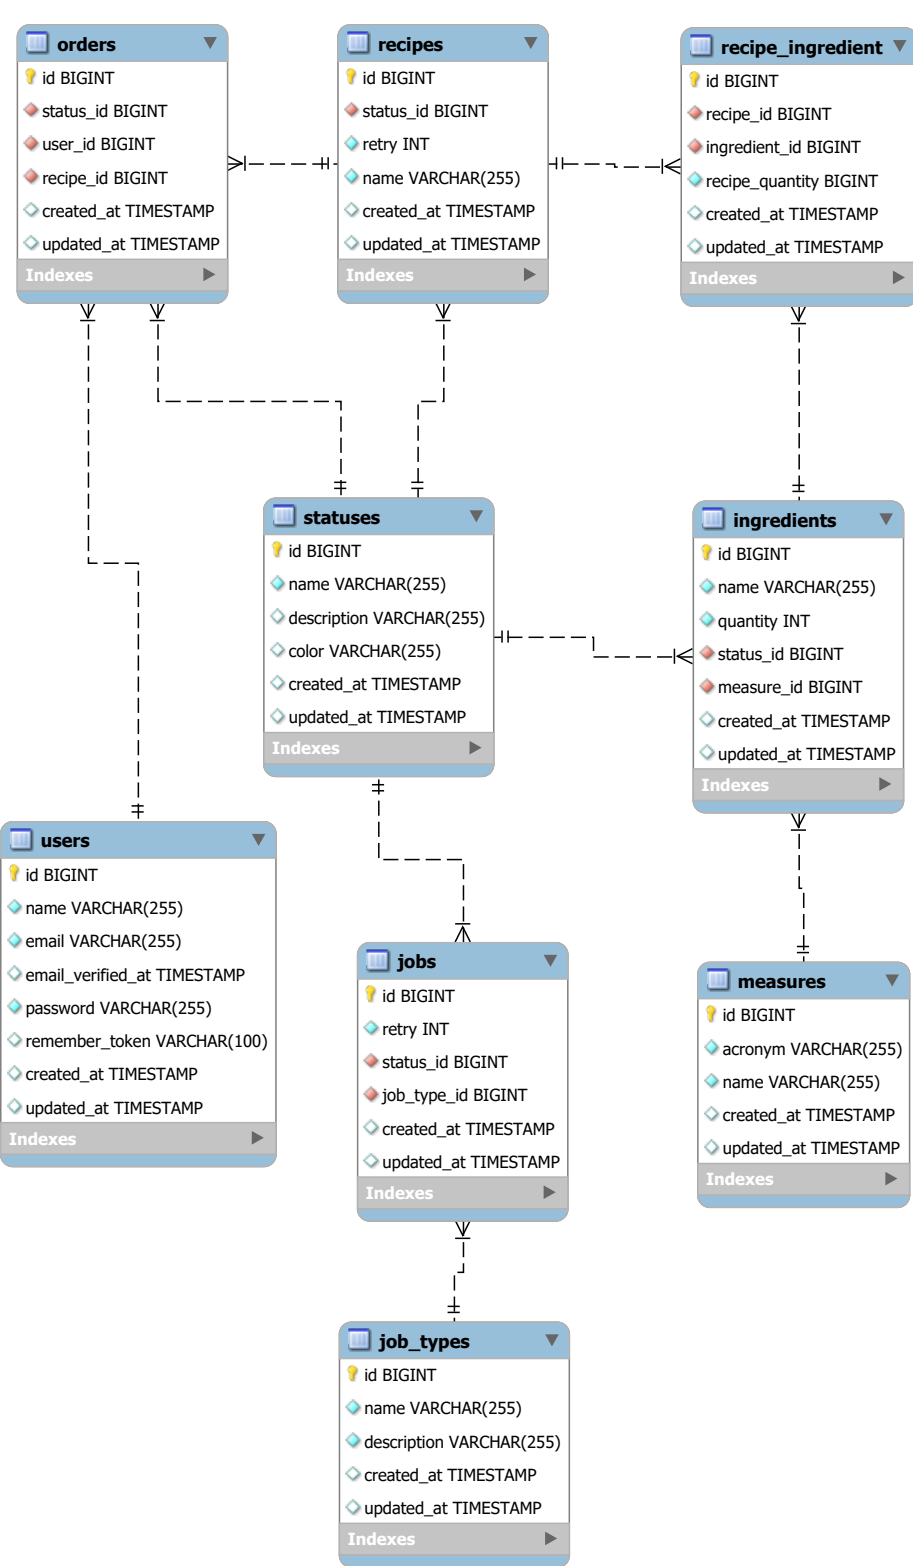 orders
id BIGINT
status_id BIGINT
user_id BIGINT
recipe_id BIGINT
created_at TIMESTAMP
updated_at TIMESTAMP
Indexes
recipes
id BIGINT
status_id BIGINT
retry INT
name VARCHAR(255)
created_at TIMESTAMP
updated_at TIMESTAMP
Indexes
recipe_ingredient
id BIGINT
recipe_id BIGINT
ingredient_id BIGINT
recipe_quantity BIGINT
created_at TIMESTAMP
updated_at TIMESTAMP
Indexes
statuses
id BIGINT
name VARCHAR(255)
description VARCHAR(255)
color VARCHAR(255)
created_at TIMESTAMP
updated_at TIMESTAMP
Indexes
ingredients
id BIGINT
name VARCHAR(255)
quantity INT
status_id BIGINT
measure_id BIGINT
created_at TIMESTAMP
updated_at TIMESTAMP
Indexes
users
id BIGINT
name VARCHAR(255)
email VARCHAR(255)
email_verified_at TIMESTAMP
password VARCHAR(255)
remember_token VARCHAR(100)
created_at TIMESTAMP
updated_at TIMESTAMP
Indexes
jobs
id BIGINT
retry INT
status_id BIGINT
job_type_id BIGINT
created_at TIMESTAMP
updated_at TIMESTAMP
Indexes
measures
id BIGINT
acronym VARCHAR(255)
name VARCHAR(255)
created_at TIMESTAMP
updated_at TIMESTAMP
Indexes
job_types
id BIGINT
name VARCHAR(255)
description VARCHAR(255)
created_at TIMESTAMP
updated_at TIMESTAMP
Indexes